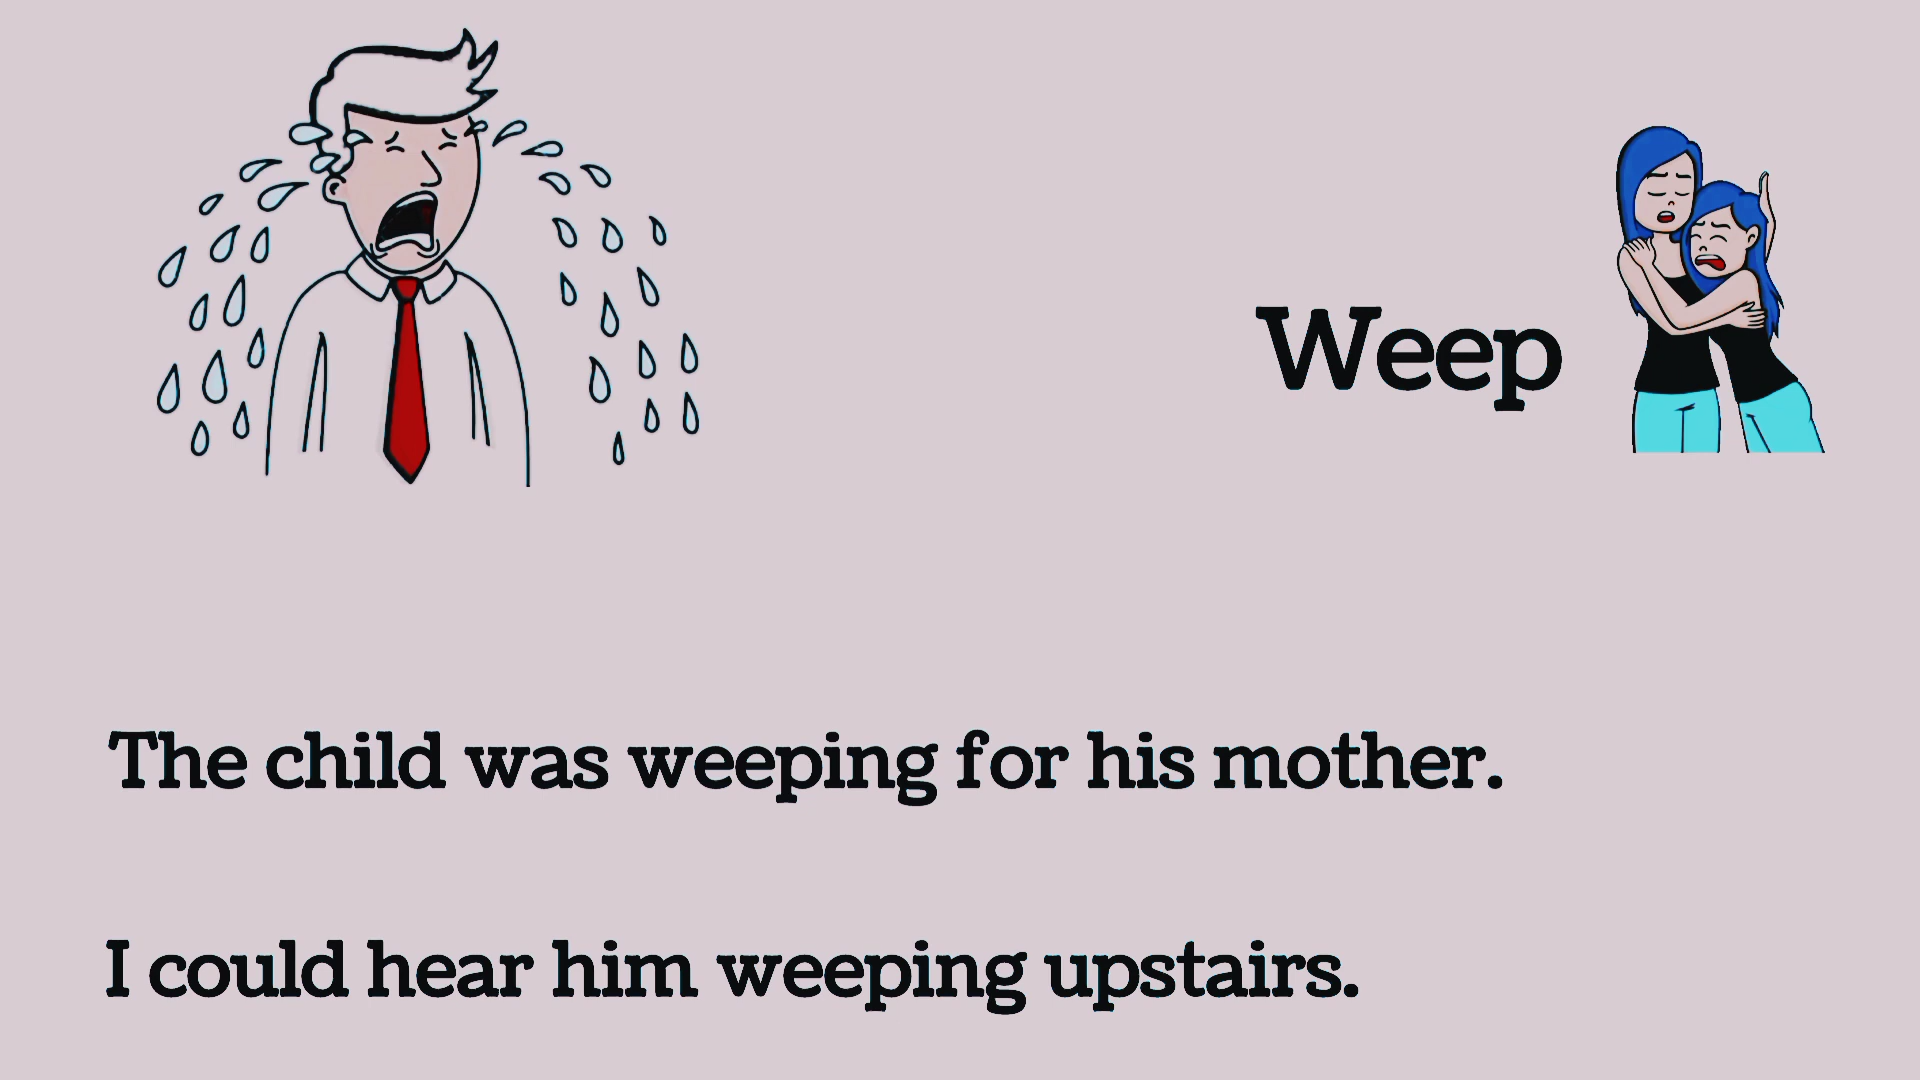 Weep
The child was weeping for his mother.
I could hear him weeping upstairs.